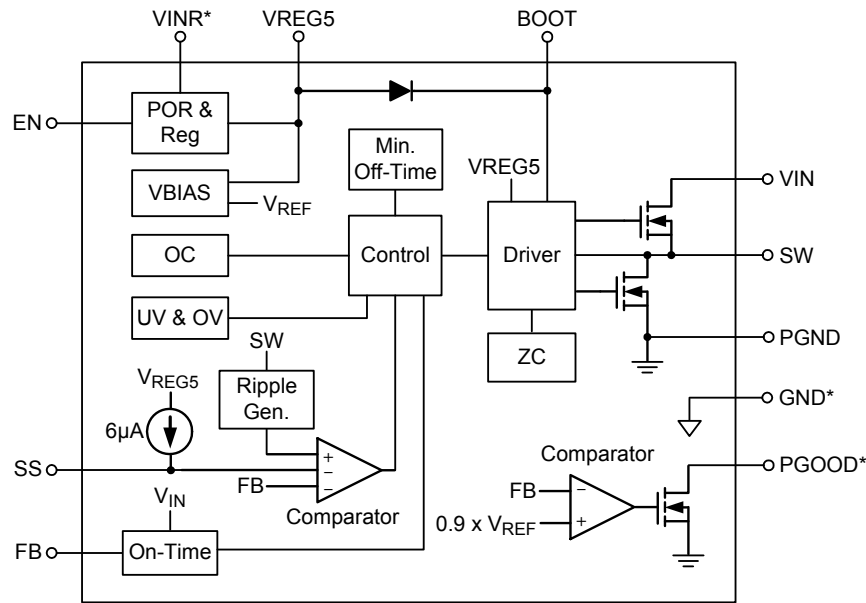 VINR*
VREG5
BOOT
EN
POR &
Reg
Min.
Off-Time
VREG5
VIN
VBIAS
VREF
OC
Control
Driver
SW
UV & OV
SW
ZC
PGND
VREG5
Ripple
Gen.
GND*
6µA
+
−
−
SS
FB
Comparator
Comparator
PGOOD*
FB
−
0.9 x VREF
+
VIN
FB
On-Time